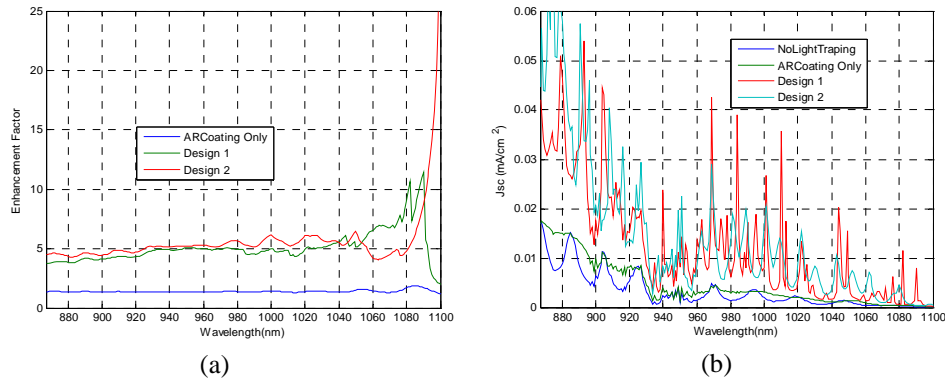 25
20
15
10
5
0
Enhancement Factor
ARCoating Only
Design 1
Design 2
880 900 920 940 960 980 1000 1020 1040 1060 1080 1100
Wavelength(nm)
(a)
0.06
0.05
0.04
0.03
0.02
0.01
0
Jsc (mA/cm 2)
NoLightTraping
ARCoating Only
Design 1
Design 2
880 900 920 940 960 980 1000 1020 1040 1060 1080 1100
Wavelength(nm)
(b)